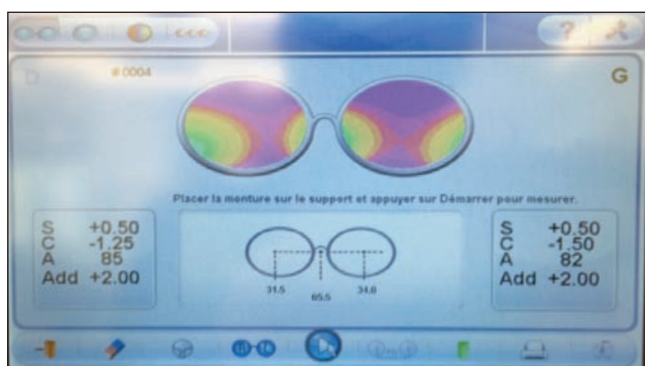 ?
D #0004 G
Placer la monture sur le support et appuyer sur Démarrer pour mesurer.
S +0.50
C -1.25
A 85
Add +2.00
31.5 65.5 34.0
S +0.50
C -1.50
A 82
Add +2.00